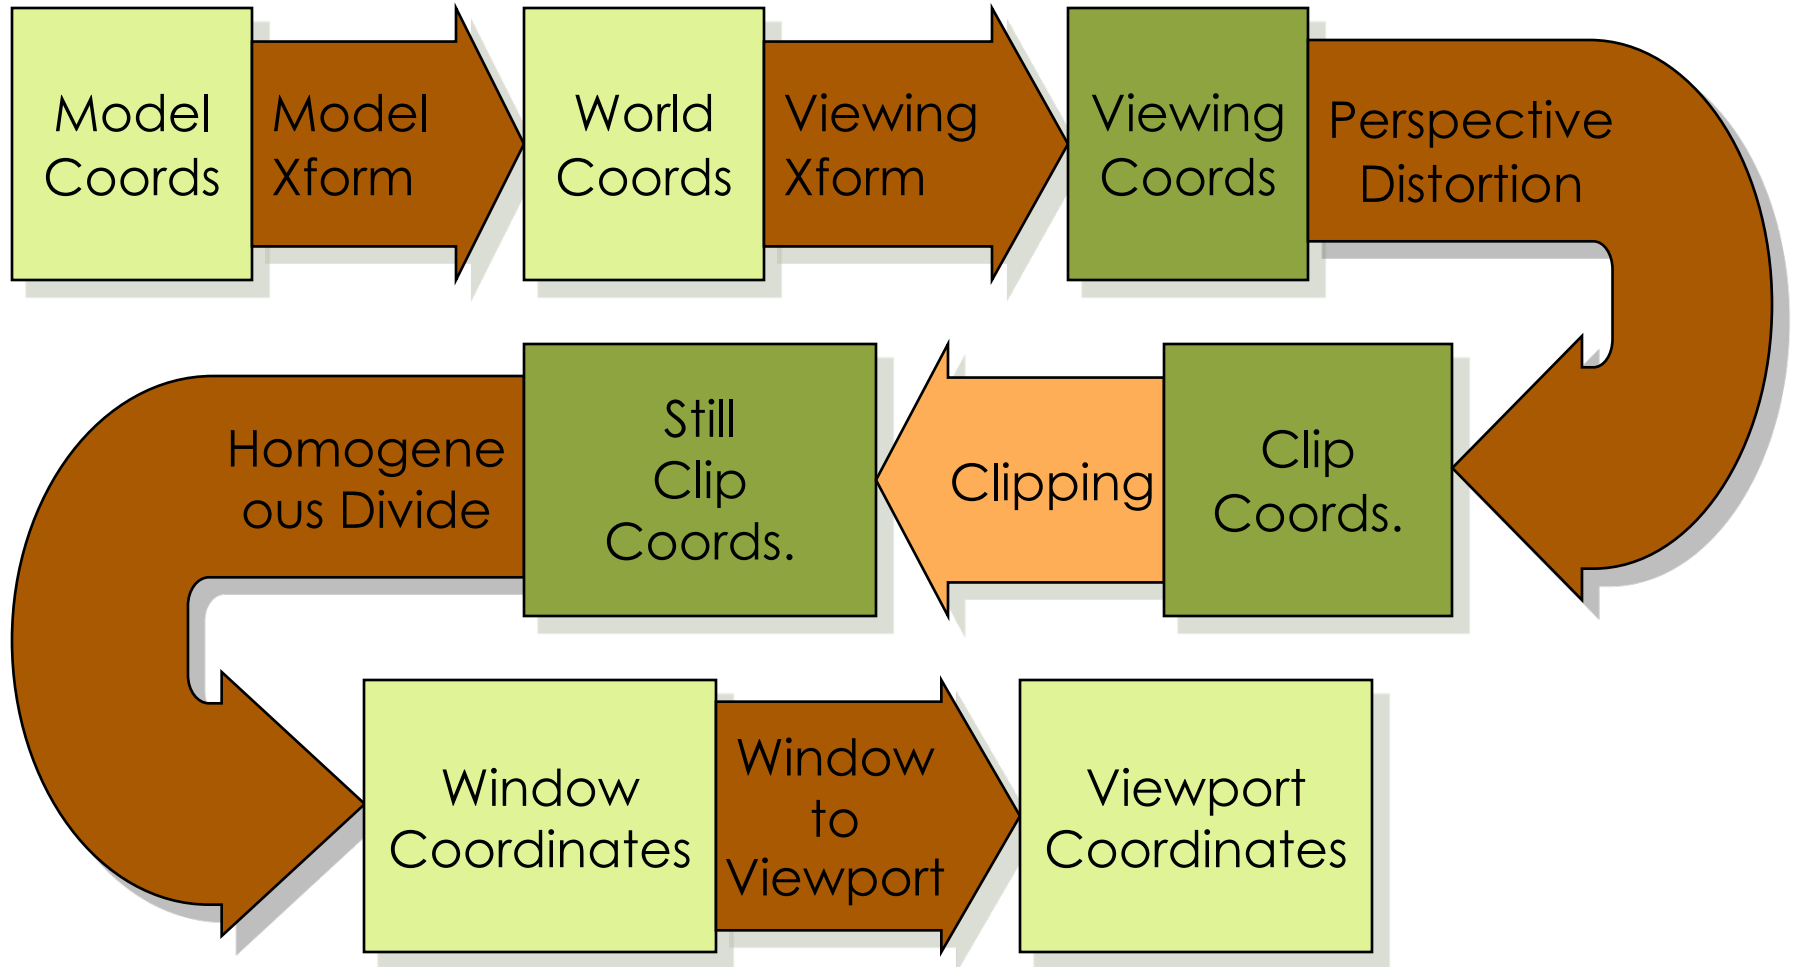 Model
Coords
Model
Xform
World
Coords
Viewing
Xform
Viewing
Coords
Perspective
Distortion
Clip
Coords.
Clipping
Still
Clip
Coords.
Homogene
ous Divide
Window
Coordinates
Window
to
Viewport
Viewport
Coordinates